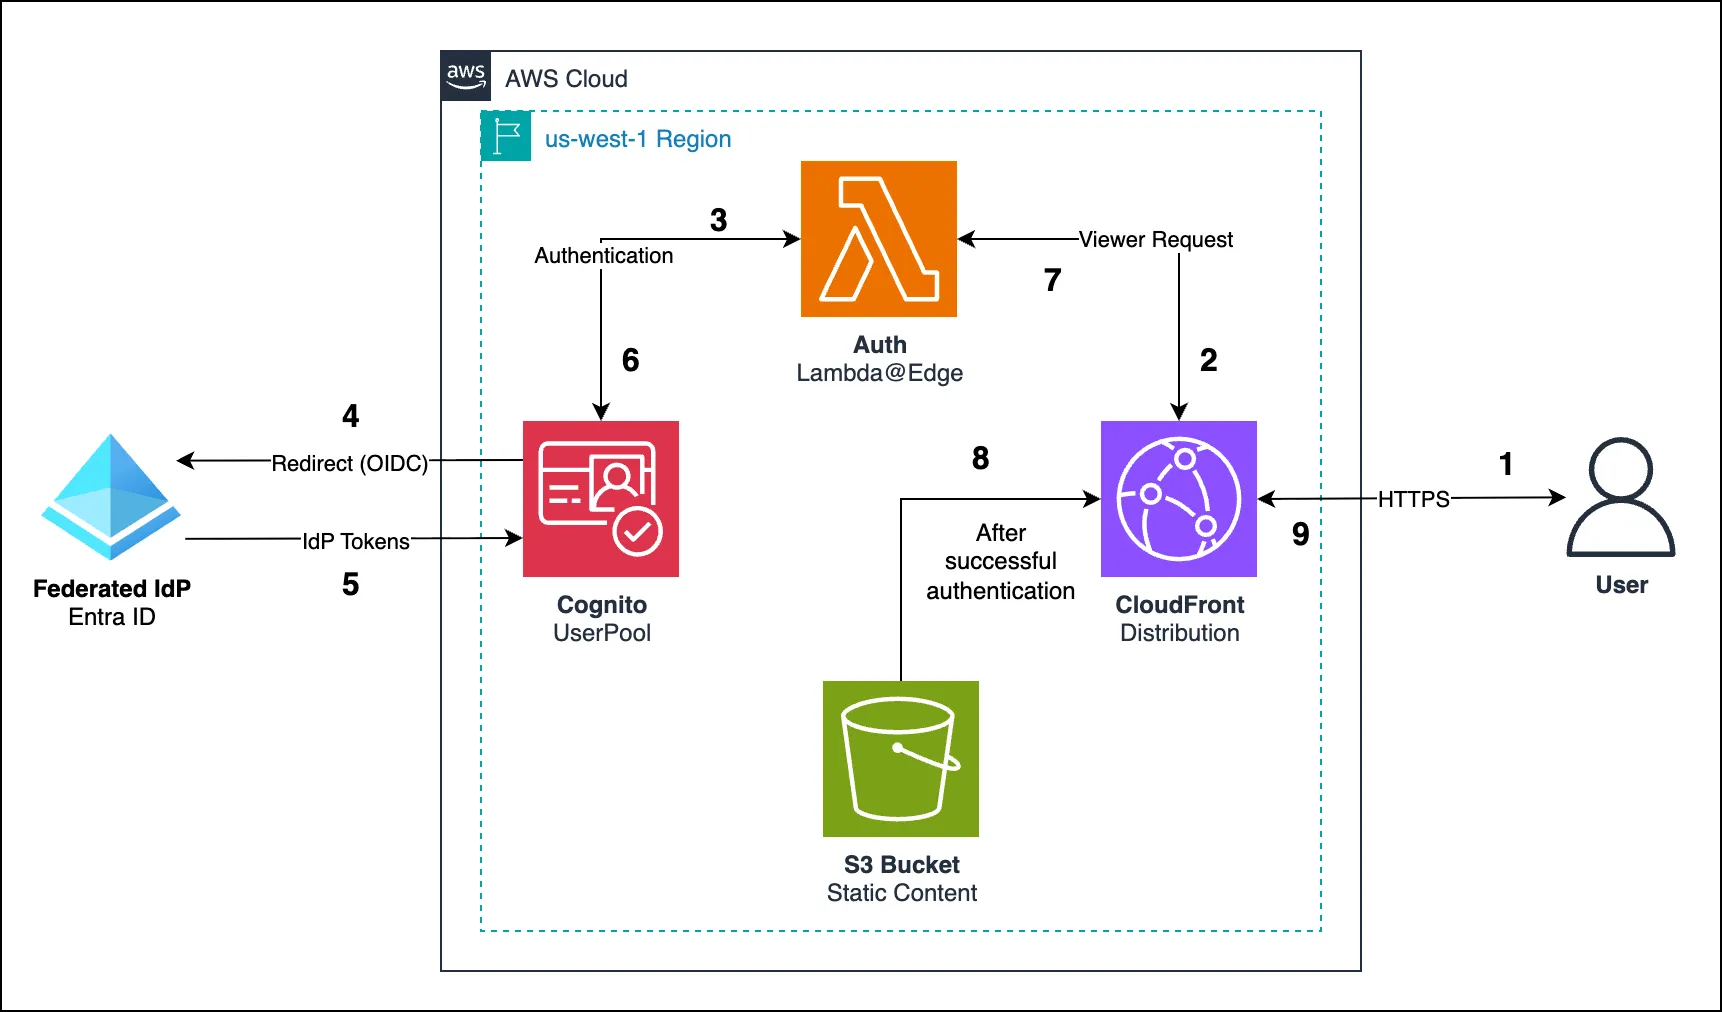 aws
AWS Cloud
us-west-1 Region
3
Authentication
Viewer Request
7
Auth
Lambda@Edge
6
2
4
Redirect (OIDC)
IdP Tokens
5
Federated IdP
Entra ID
Cognito
UserPool
8
After
successful
authentication
CloudFront
Distribution
1
HTTPS
9
User
S3 Bucket
Static Content